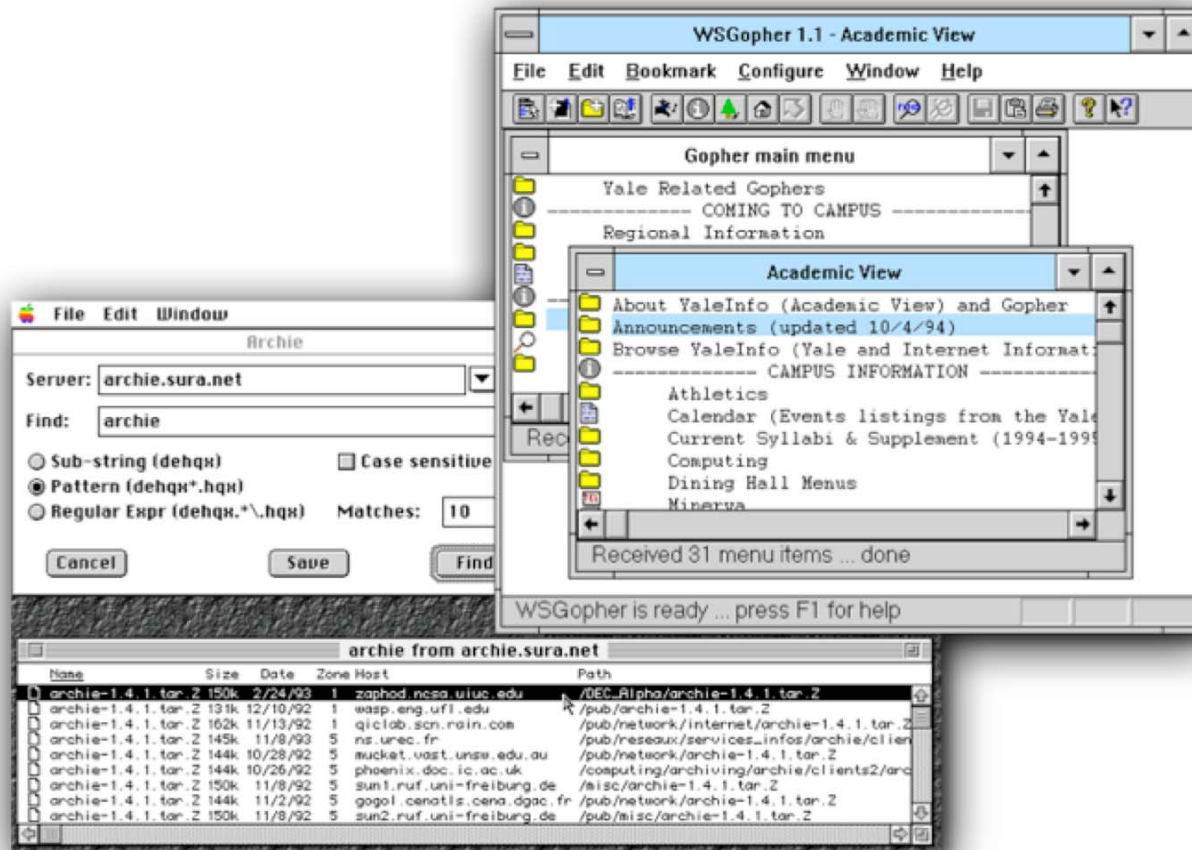 WSGopher 1.1 - Academic View
File Edit Bookmark Configure Window Help
Gopher main menu
Yale Related Gophers
------------- COMING TO CAMPUS -------------
Regional Information
Academic View
About YaleInfo (Academic View) and Gopher
Announcements (updated 10/4/94)
Browse YaleInfo (Yale and Internet Informat
------------- CAMPUS INFORMATION -----------
Athletics
Calendar (Events listings from the Yale
Current Syllabi & Supplement (1994-1995
Computing
Dining Hall Menus
Minerva
Rec
Received 31 menu items ... done
WSGopher is ready ... press F1 for help
File Edit Window
Archie
Server: archie.sura.net
Find: archie
Sub-string (dehqx)
Case sensitive
Pattern (dehqx*.hqx)
Regular Expr (dehqx.*\.hqx) Matches: 10
Cancel Save Find
archie from archie.sura.net
Name Size Date Zone Host Path
archie-1.4.1.tar.Z 150k 2/24/93 1 zaphod.ncsa.uiuc.edu /DEC_Alpha/archie-1.4.1.tar.Z
archie-1.4.1.tar.Z 131k 12/10/92 1 wasp.eng.ufl.edu /pub/archie-1.4.1.tar.Z
archie-1.4.1.tar.Z 162k 11/13/92 1 qiclab.scn.rain.com /pub/network/internet/archie-1.4.1.tar.Z
archie-1.4.1.tar.Z 145k 11/8/93 5 ns.urec.fr /pub/reseaux/services_infos/archie/clien
archie-1.4.1.tar.Z 144k 10/28/92 5 mucket.vast.unsw.edu.au /pub/network/archie-1.4.1.tar.Z
archie-1.4.1.tar.Z 144k 10/26/92 5 phoenix.doc.ic.ac.uk /computing/archiving/archie/clients2/arc
archie-1.4.1.tar.Z 150k 11/8/92 5 sun1.ruf.uni-freiburg.de /misc/archie-1.4.1.tar.Z
archie-1.4.1.tar.Z 144k 11/2/92 5 gogol.cenatls.cena.dgac.fr /pub/network/archie-1.4.1.tar.Z
archie-1.4.1.tar.Z 150k 11/8/92 5 sun2.ruf.uni-freiburg.de /pub/misc/archie-1.4.1.tar.Z